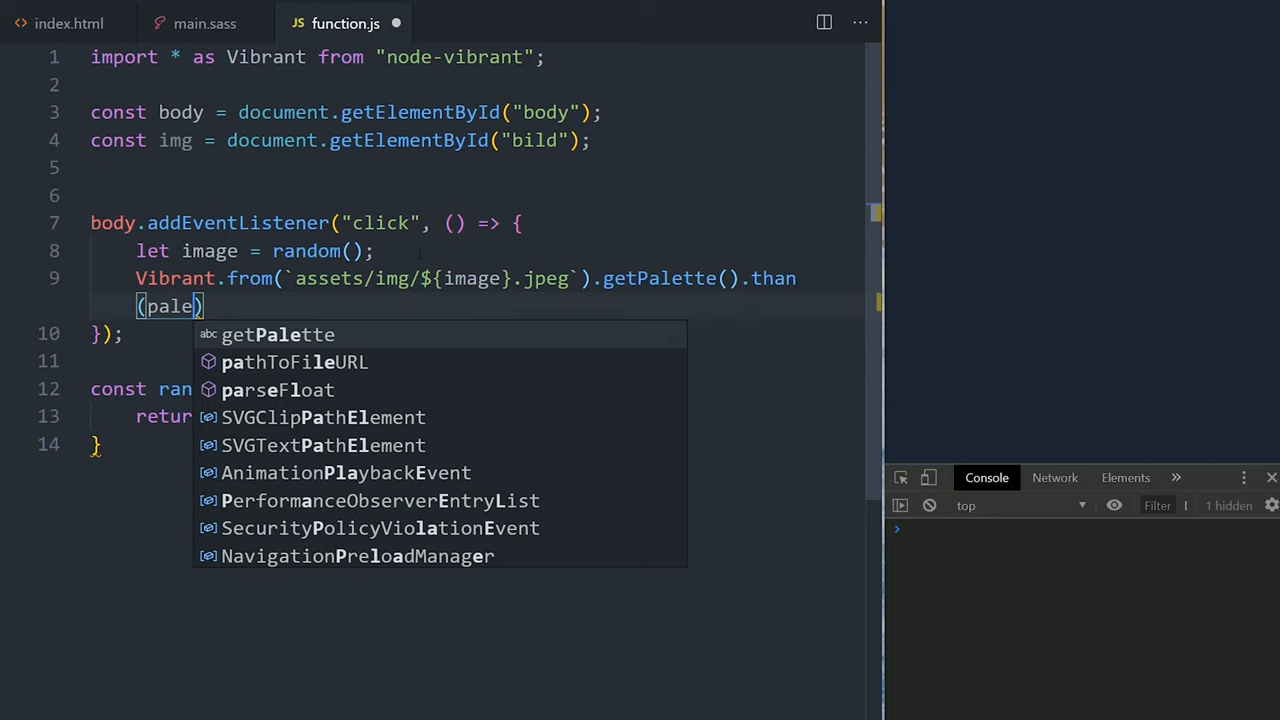 index.html main.sass JS function.js
1 import * as Vibrant from "node-vibrant";
2
3 const body = document.getElementById("body");
4 const img = document.getElementById("bild");
5
6
7 body.addEventListener("click", () => {
8 let image = random();
9 Vibrant.from(`assets/img/${image}.jpeg`).getPalette().than
(pale)
10 });
abc getPalette
11
pathToFileURL
12 const ran
parseFloat
13 retur
SVGClipPathElement
14 }
SVGTextPathElement
AnimationPlaybackEvent
PerformanceObserverEntryList
SecurityPolicyViolationEvent
NavigationPreloadManager
Console Network Elements
top Filter 1 hidden